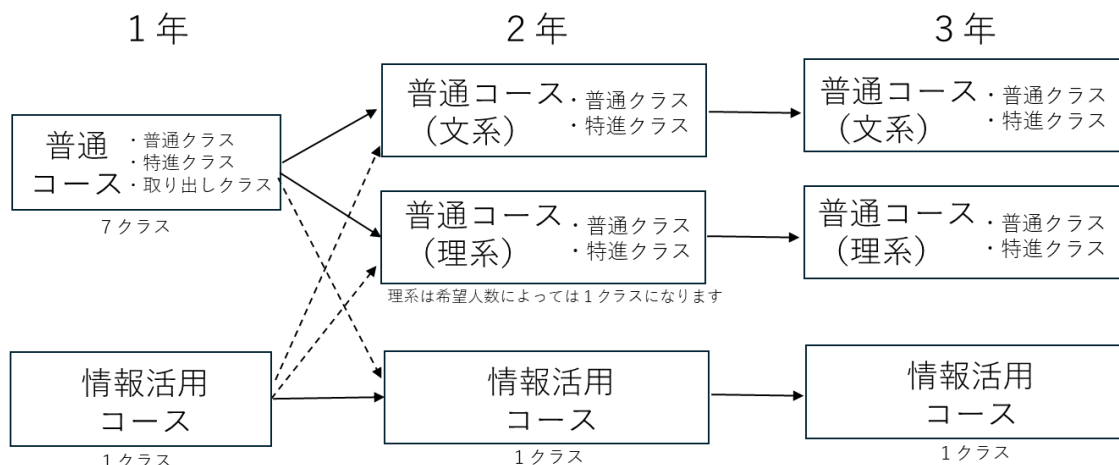 1年
2年
3年
普通
コース
・普通クラス
・特進クラス
・取り出しクラス
7クラス
普通コース
（文系）
・普通クラス
・特進クラス
普通コース
（文系）
・普通クラス
・特進クラス
普通コース
（理系）
・普通クラス
・特進クラス
理系は希望人数によっては１クラスになります
普通コース
（理系）
・普通クラス
・特進クラス
情報活用
コース
1クラス
情報活用
コース
1クラス
情報活用
コース
1クラス